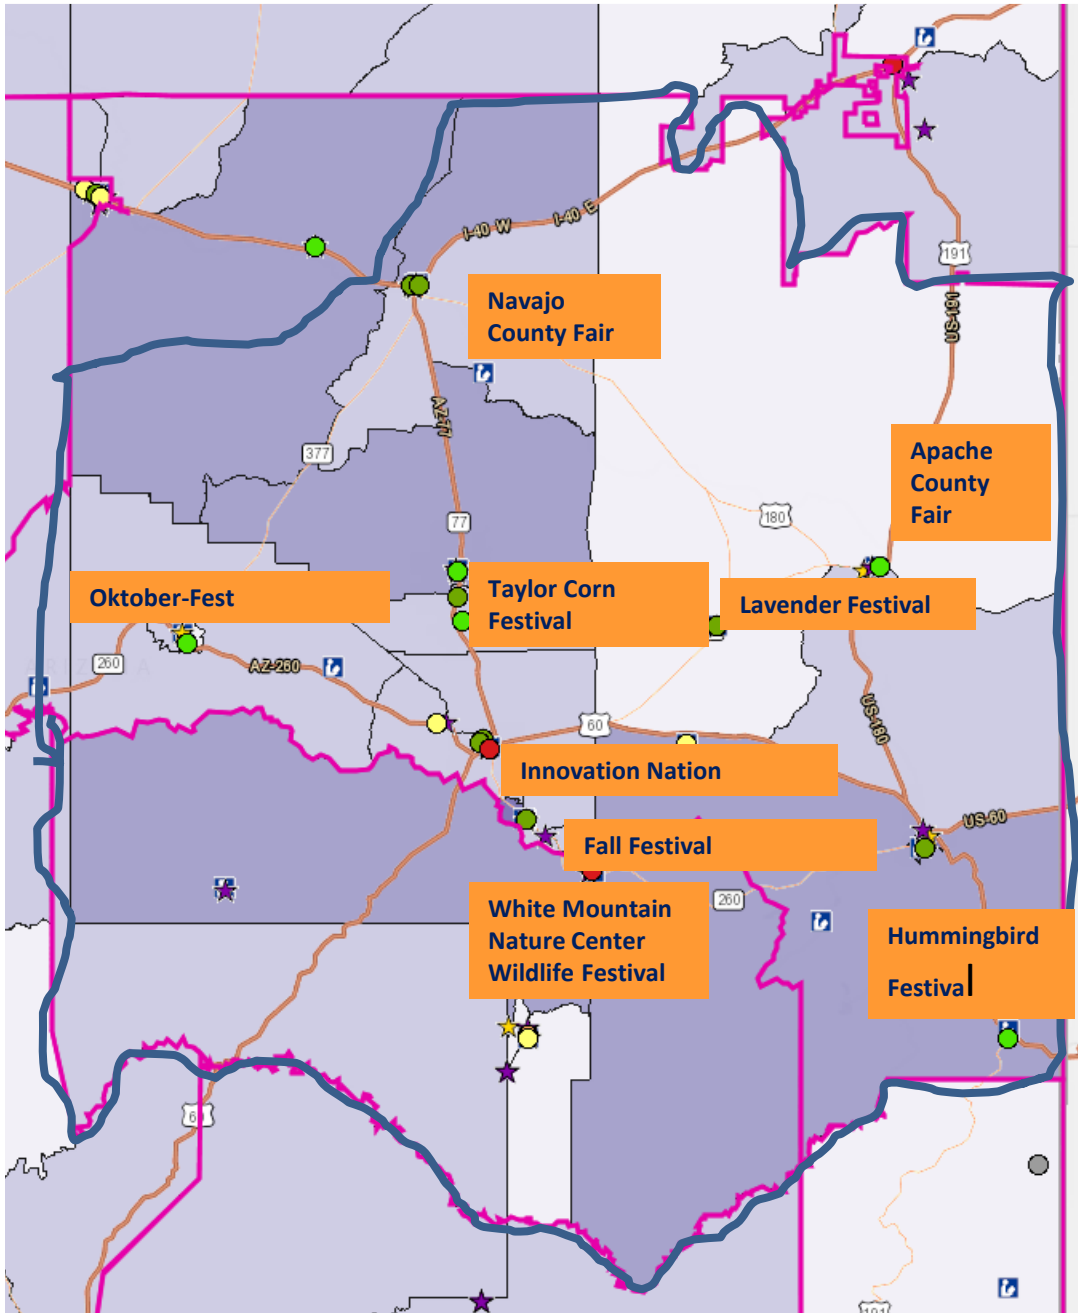 I-40 W
I-40 E
191
US-191
Navajo
County Fair
AZ-77
377
Apache
County
Fair
77
180
Oktober-Fest
Taylor Corn
Festival
Lavender Festival
260
AZ-260
60
US-180
Innovation Nation
US-60
Fall Festival
260
White Mountain
Nature Center
Wildlife Festival
Hummingbird
Festival
191